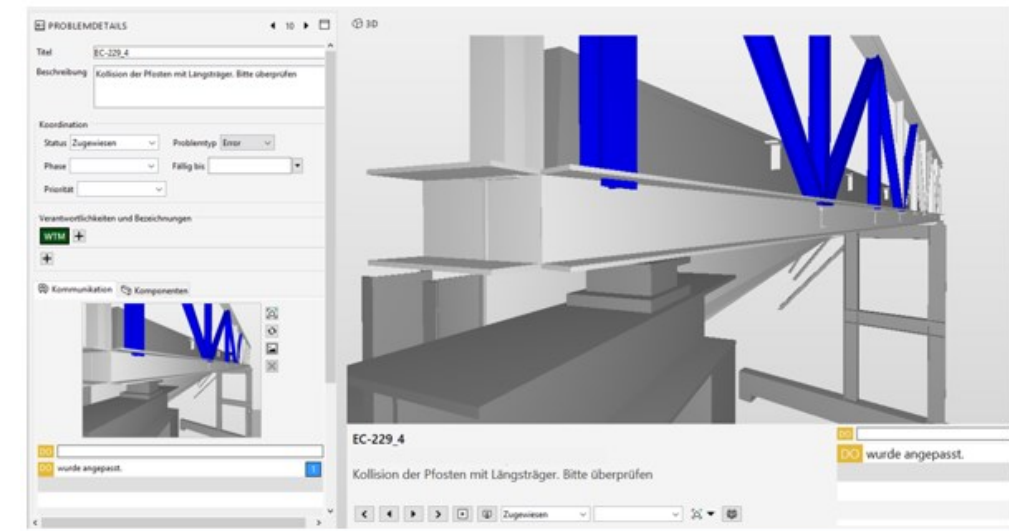 PROBLEMDETAILS
10
Titel
EC-229_4
Beschreibung
Kollision der Pfosten mit Längsträger. Bitte überprüfen
Koordination
Status Zugewiesen
Problemtyp Error
Phase
Fällig bis
Priorität
Verantwortlichkeiten und Bezeichnungen
WTM
Kommunikation
Komponenten
DO
DO wurde angepasst.
1
3D
EC-229_4
Kollision der Pfosten mit Längsträger. Bitte überprüfen
Zugewiesen
DO
DO wurde angepasst.